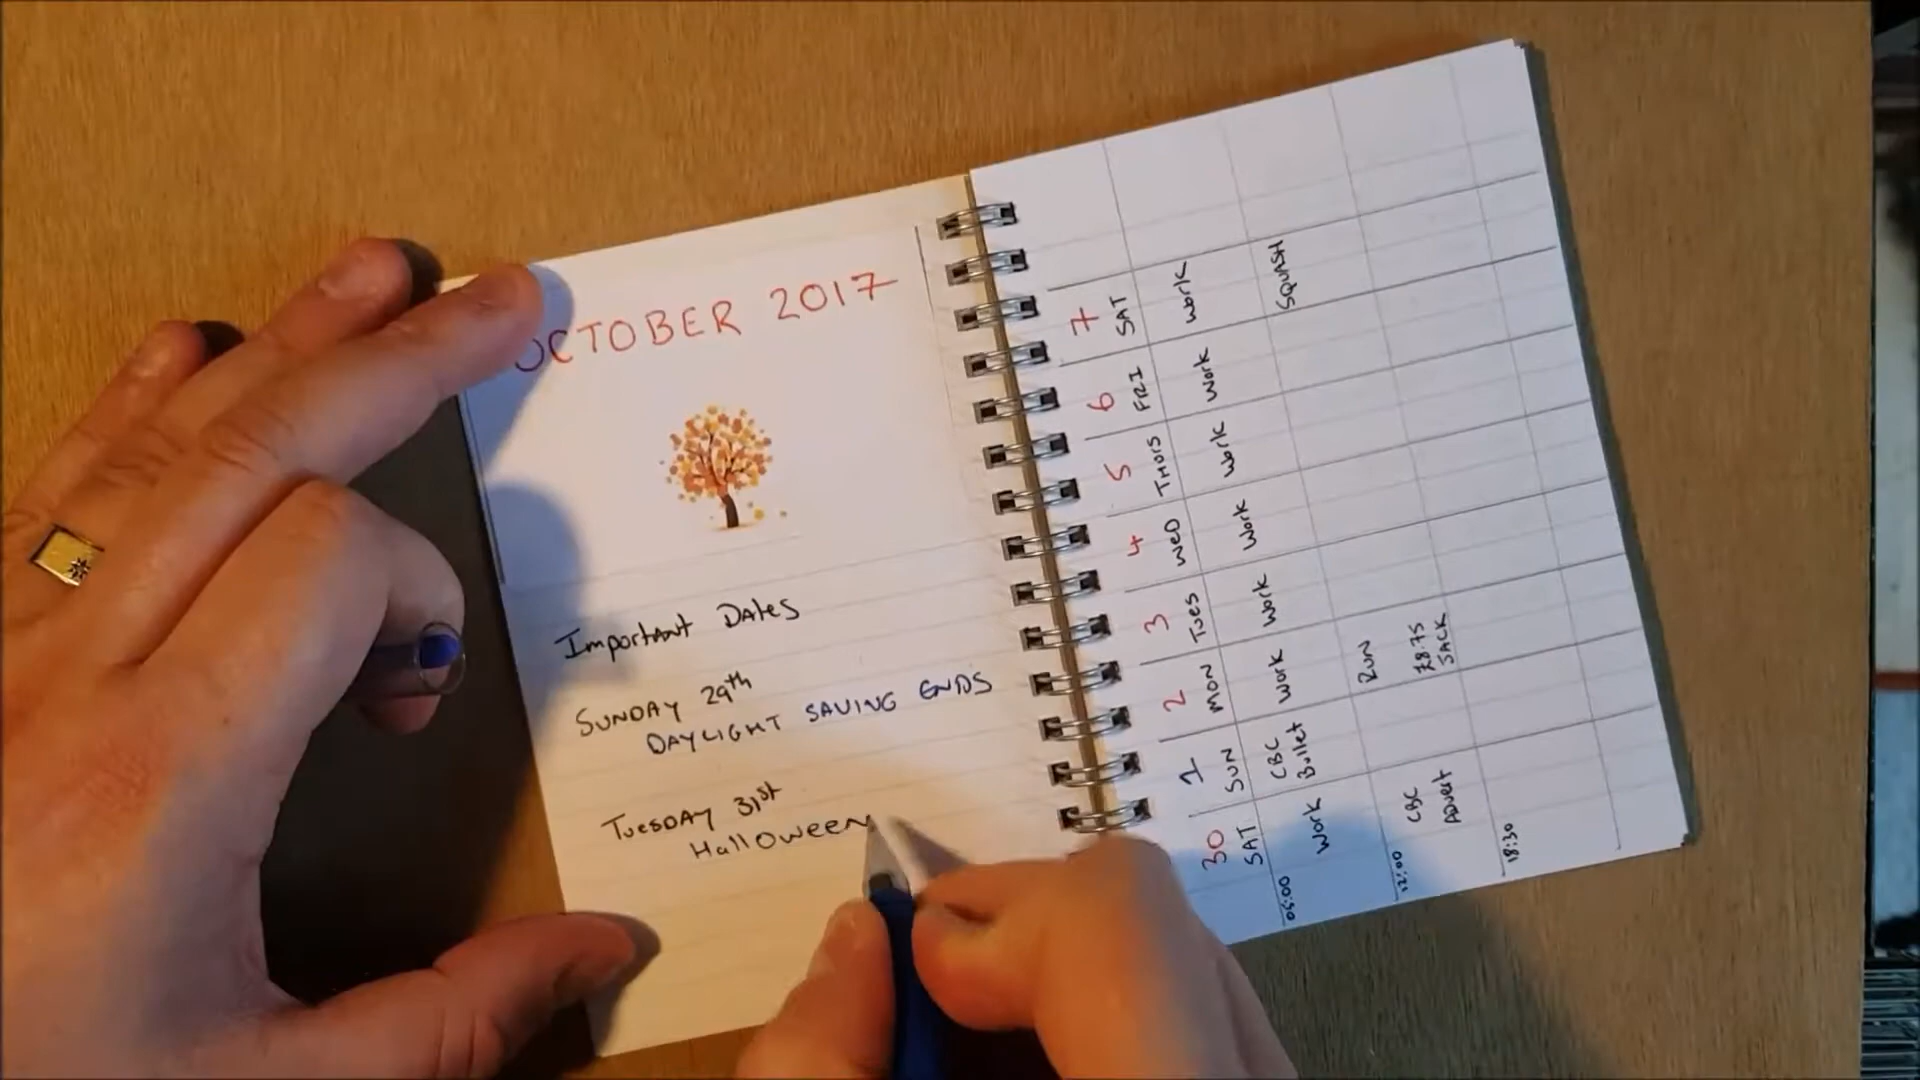 OCTOBER 2017
Important Dates
SUNDAY 29th
DAYLIGHT SAVING ENDS
TUESDAY 31st
Halloween
30
SAT
1
SUN
2
MON
3
TUES
4
WED
5
THURS
6
FRI
7
SAT
05:00
Work
CBC
Bullet
Work
Work
Work
Work
Work
Work
SQUASH
12:00
CBC
Advert
RUN
£8.75
SACK
18:30